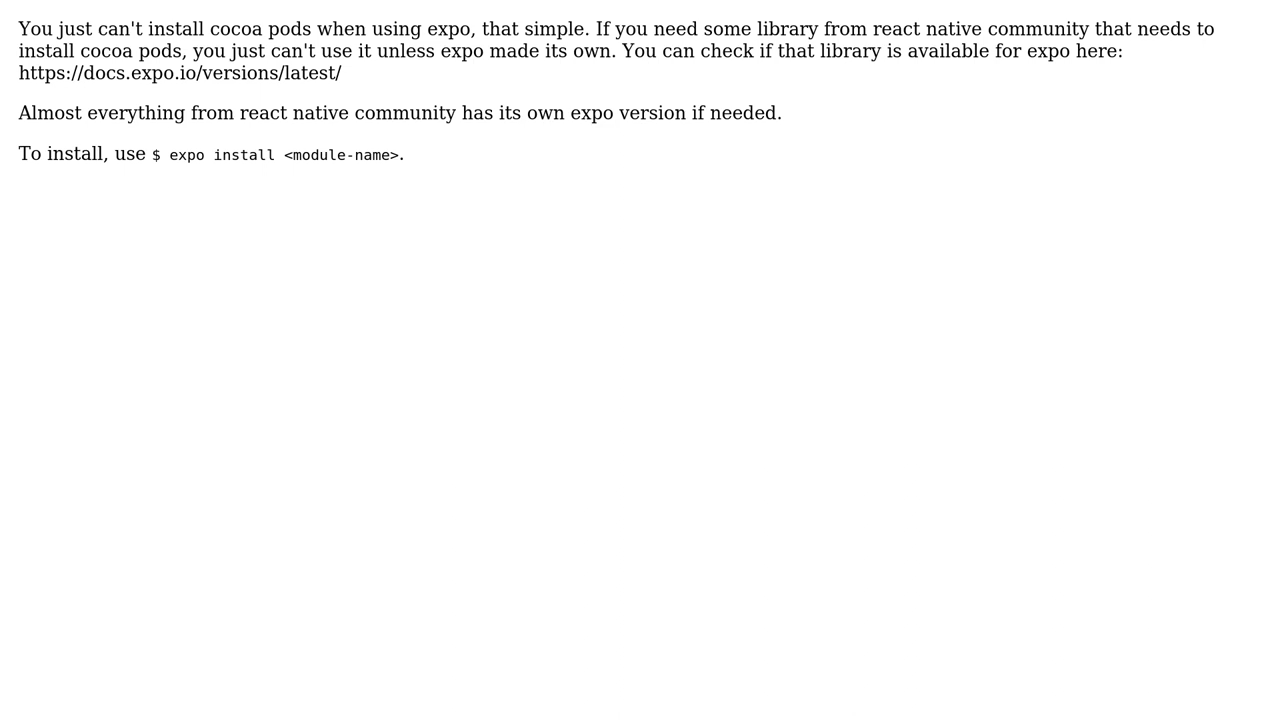 You just can't install cocoa pods when using expo, that simple. If you need some library from react native community that needs to
install cocoa pods, you just can't use it unless expo made its own. You can check if that library is available for expo here:
https://docs.expo.io/versions/latest/
Almost everything from react native community has its own expo version if needed.
To install, use $ expo install <module-name>.